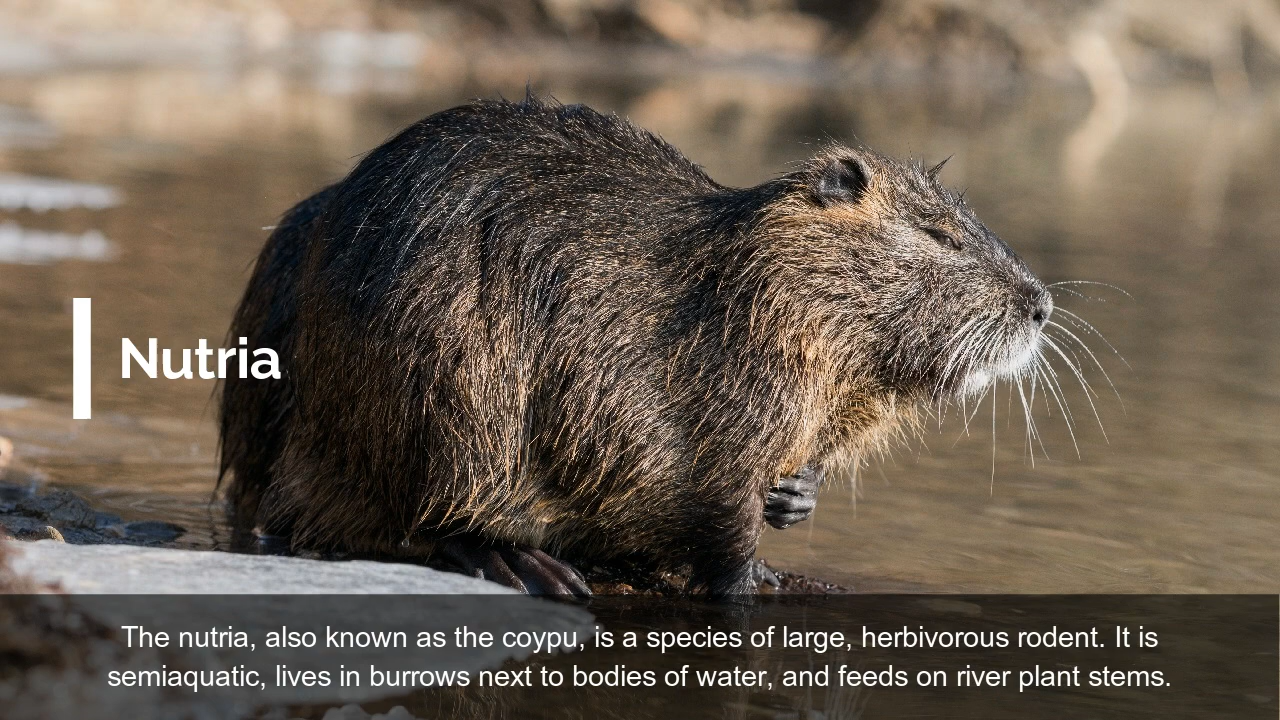 Nutria
The nutria, also known as the coypu, is a species of large, herbivorous rodent. It is
semiaquatic, lives in burrows next to bodies of water, and feeds on river plant stems.